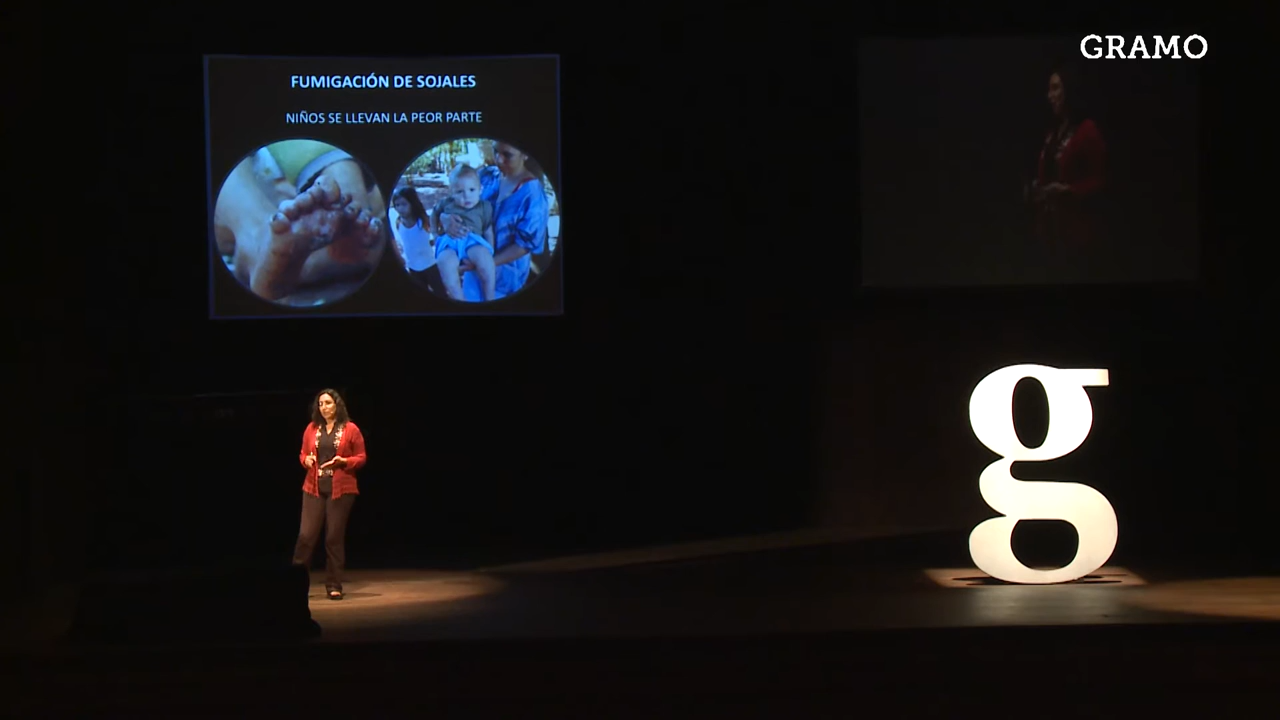 GRAMO
FUMIGACIÓN DE SOJALES
NIÑOS SE LLEVAN LA PEOR PARTE
g